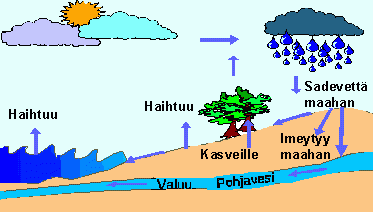 Sadevettä
maahan
Haihtuu
Haihtuu
Kasveille
Imeytyy
maahan
Valuu
Pohjavesi